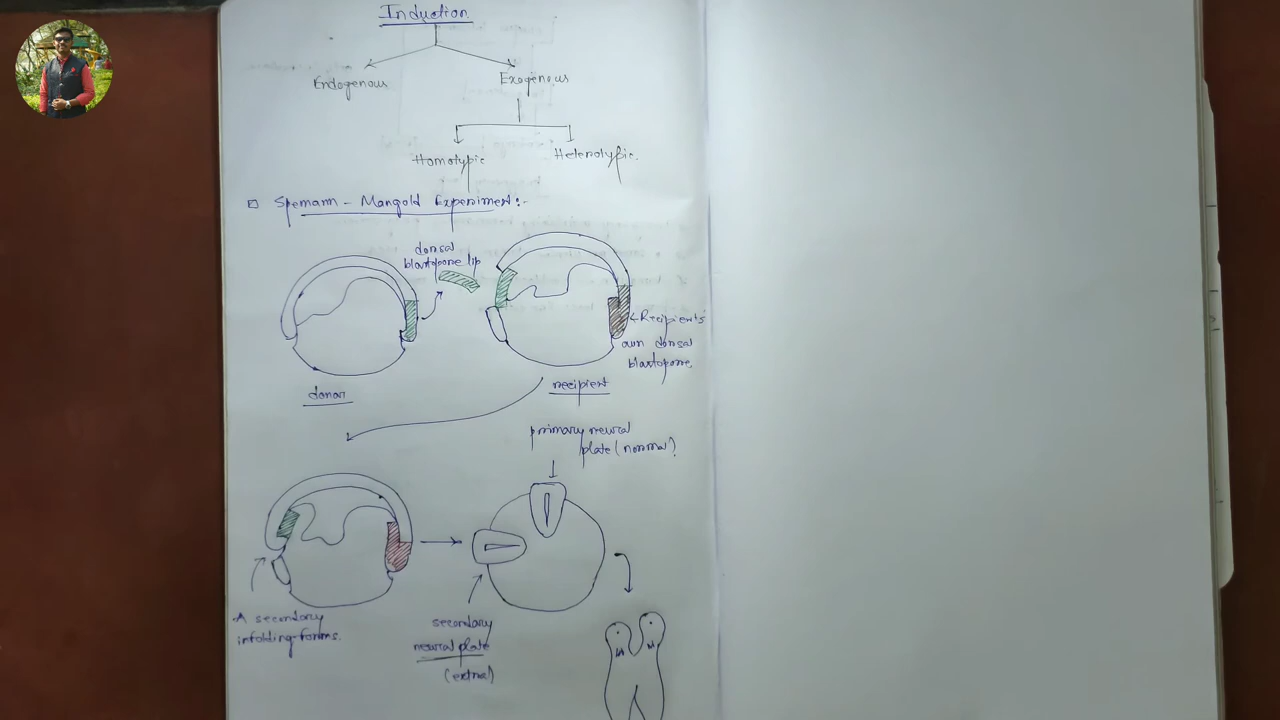 Induction
Endogenous
Exogenous
Homotypic
Heterotypic.
Spemann - Mangold Experiment:-
dorsal
blastopore lip
Recipient's
own dorsal
blastopore
donor
recipient
primary neural
plate (normal)
A secondary
infolding forms.
secondary
neural plate
(extra)